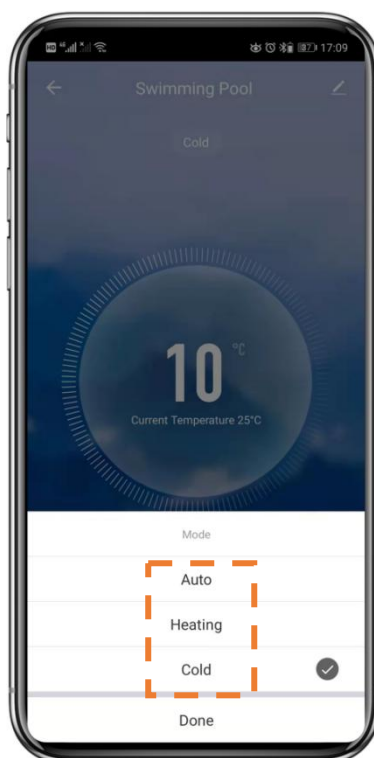 17:09
Swimming Pool
Cold
10 °C
Current Temperature 25°C
Mode
Auto
Heating
Cold
Done